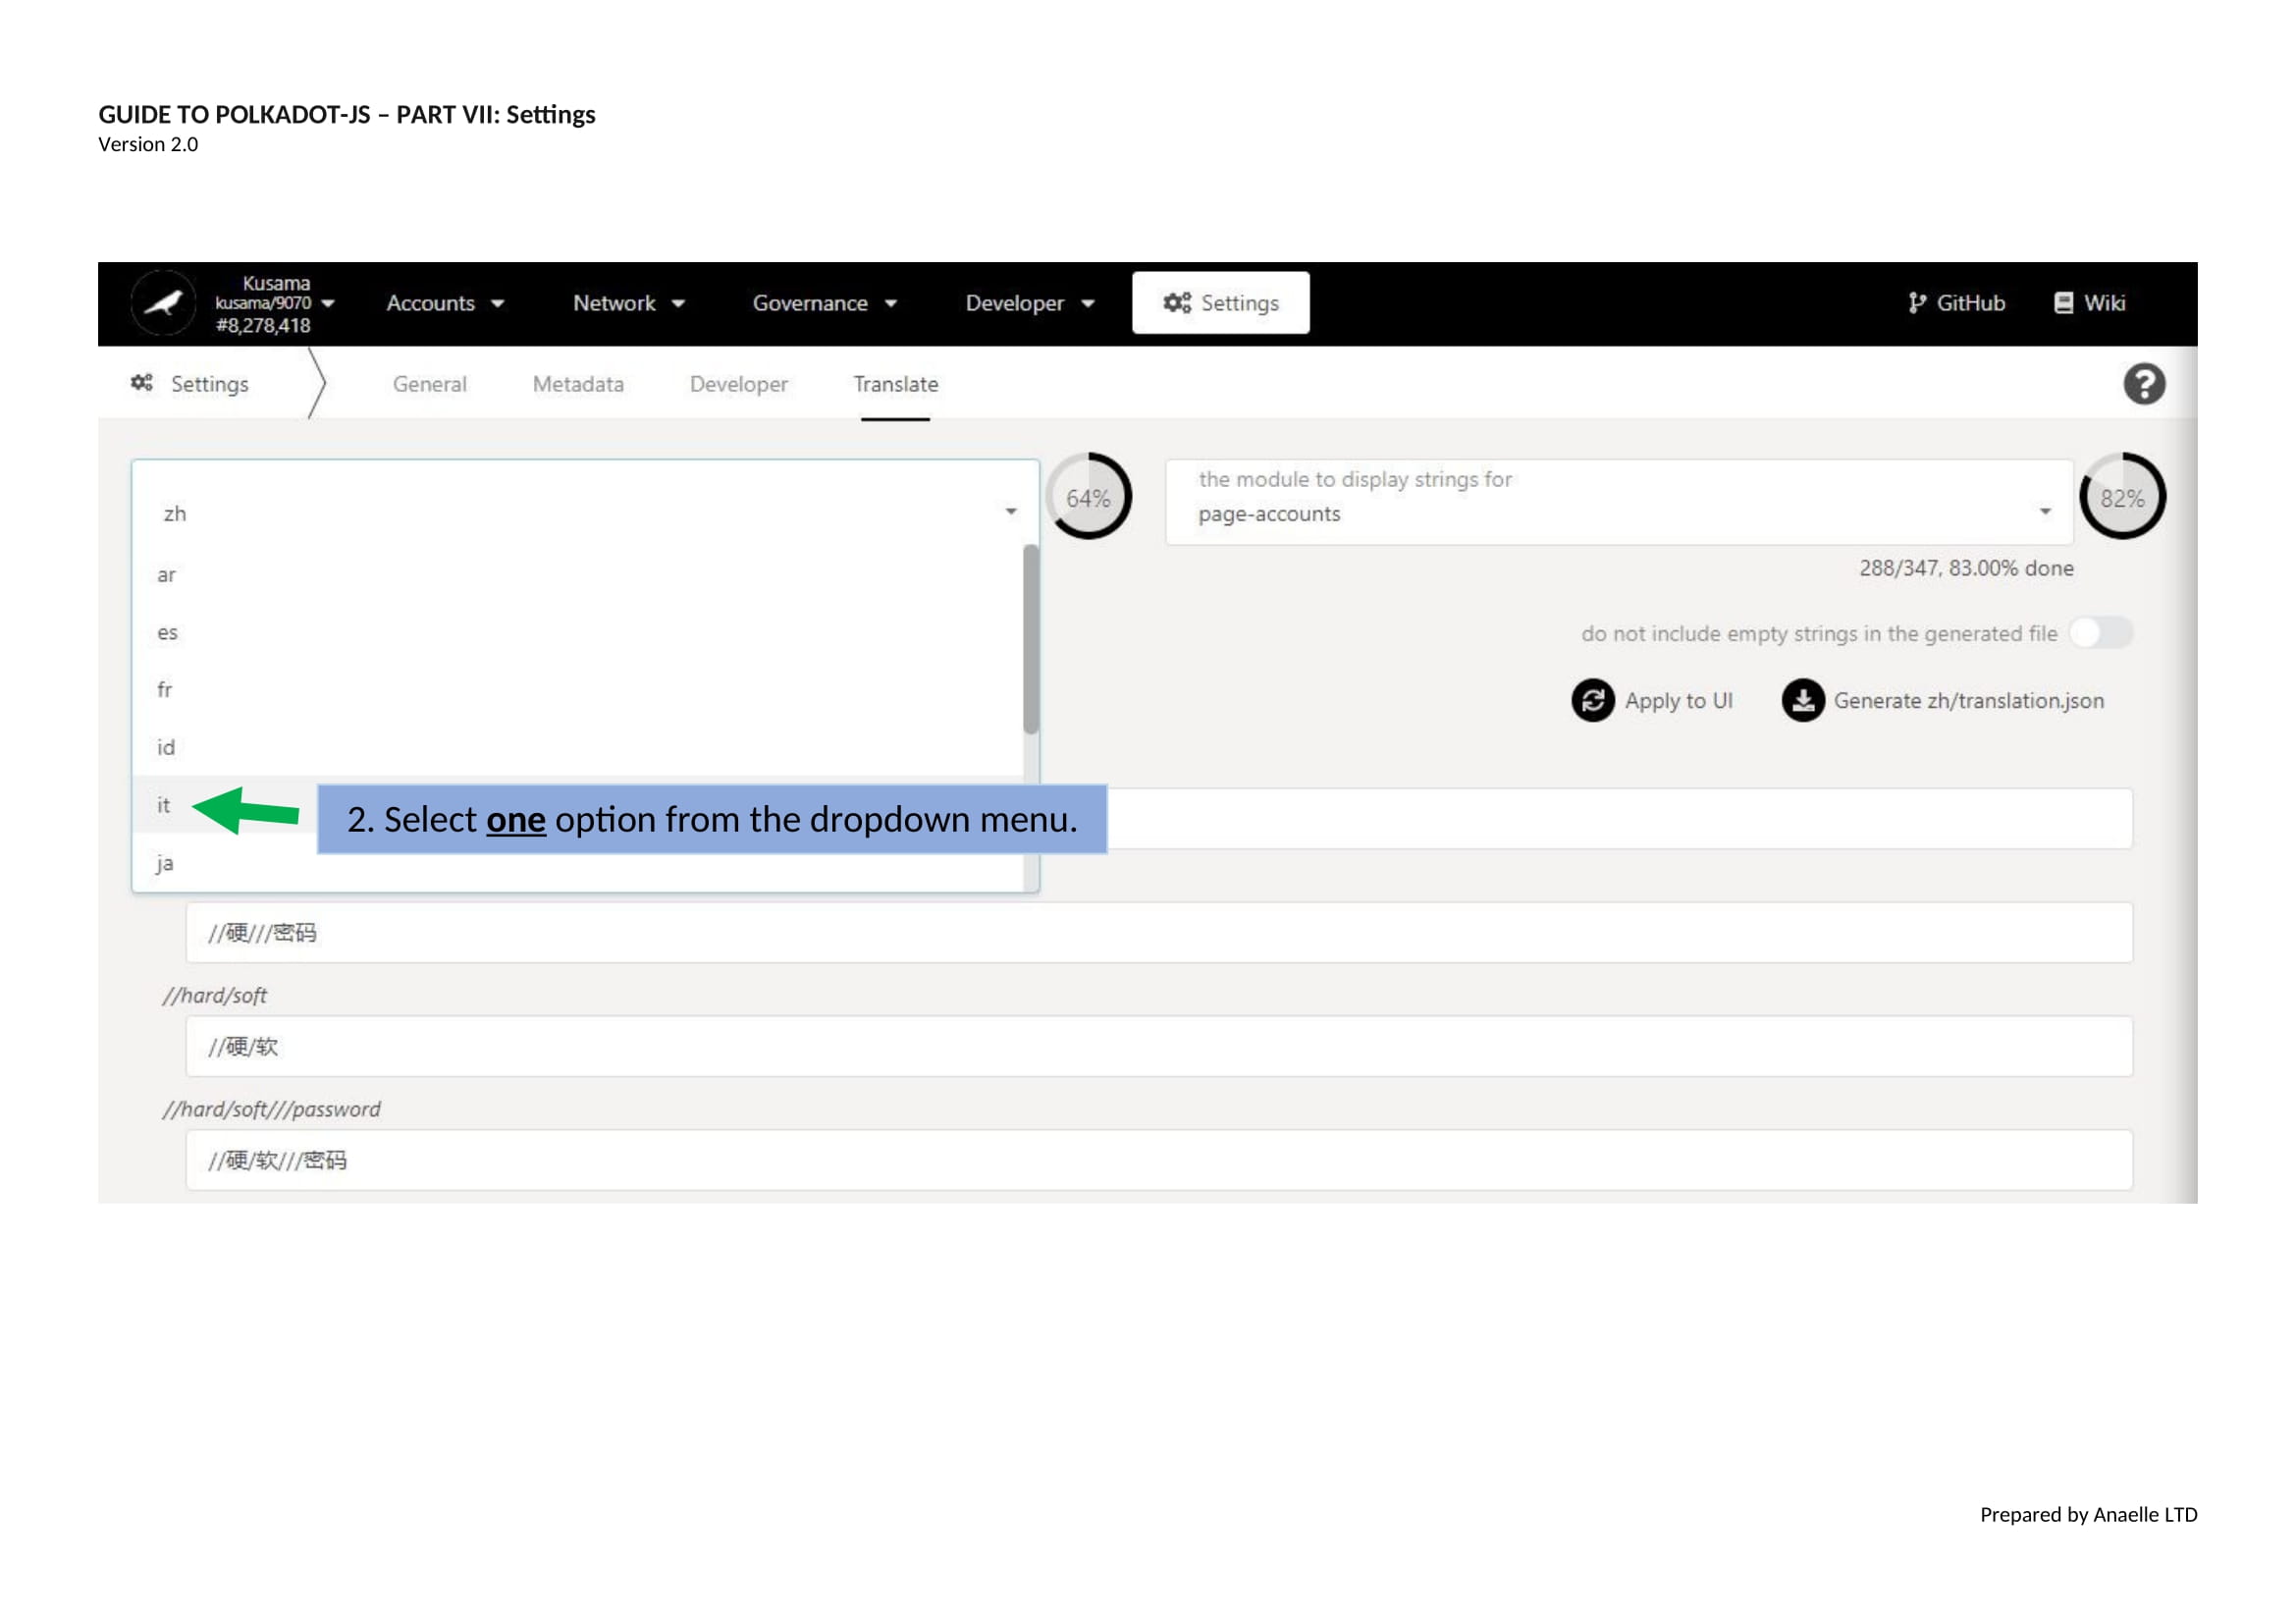 GUIDE TO POLKADOT-JS – PART VII: Settings
Version 2.0
Kusama
kusama/9070
#8,278,418
Accounts
Network
Governance
Developer
Settings
GitHub
Wiki
Settings
General
Metadata
Developer
Translate
zh
64%
the module to display strings for
page-accounts
82%
288/347, 83.00% done
ar
es
do not include empty strings in the generated file
fr
Apply to UI
Generate zh/translation.json
id
it
2. Select one option from the dropdown menu.
ja
//硬///密码
//hard/soft
//硬/软
//hard/soft///password
//硬/软///密码
Prepared by Anaelle LTD